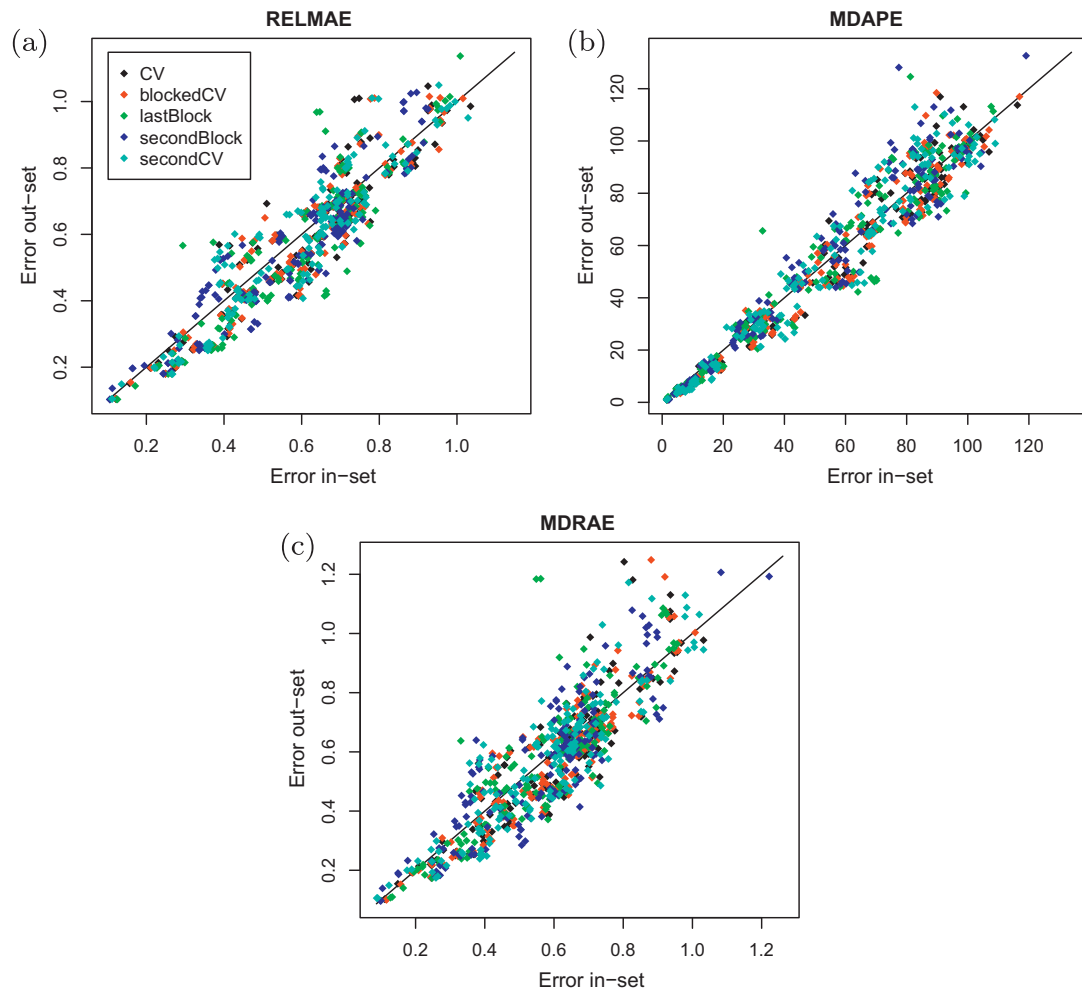 (a)
RELMAE
CV
blockedCV
lastBlock
secondBlock
secondCV
Error out−set
0.2 0.4 0.6 0.8 1.0
0.2 0.4 0.6 0.8 1.0
Error in−set
(b)
MDAPE
Error out−set
0 20 40 60 80 100 120
0 20 40 60 80 100 120
Error in−set
(c)
MDRAE
Error out−set
0.2 0.4 0.6 0.8 1.0 1.2
0.2 0.4 0.6 0.8 1.0 1.2
Error in−set